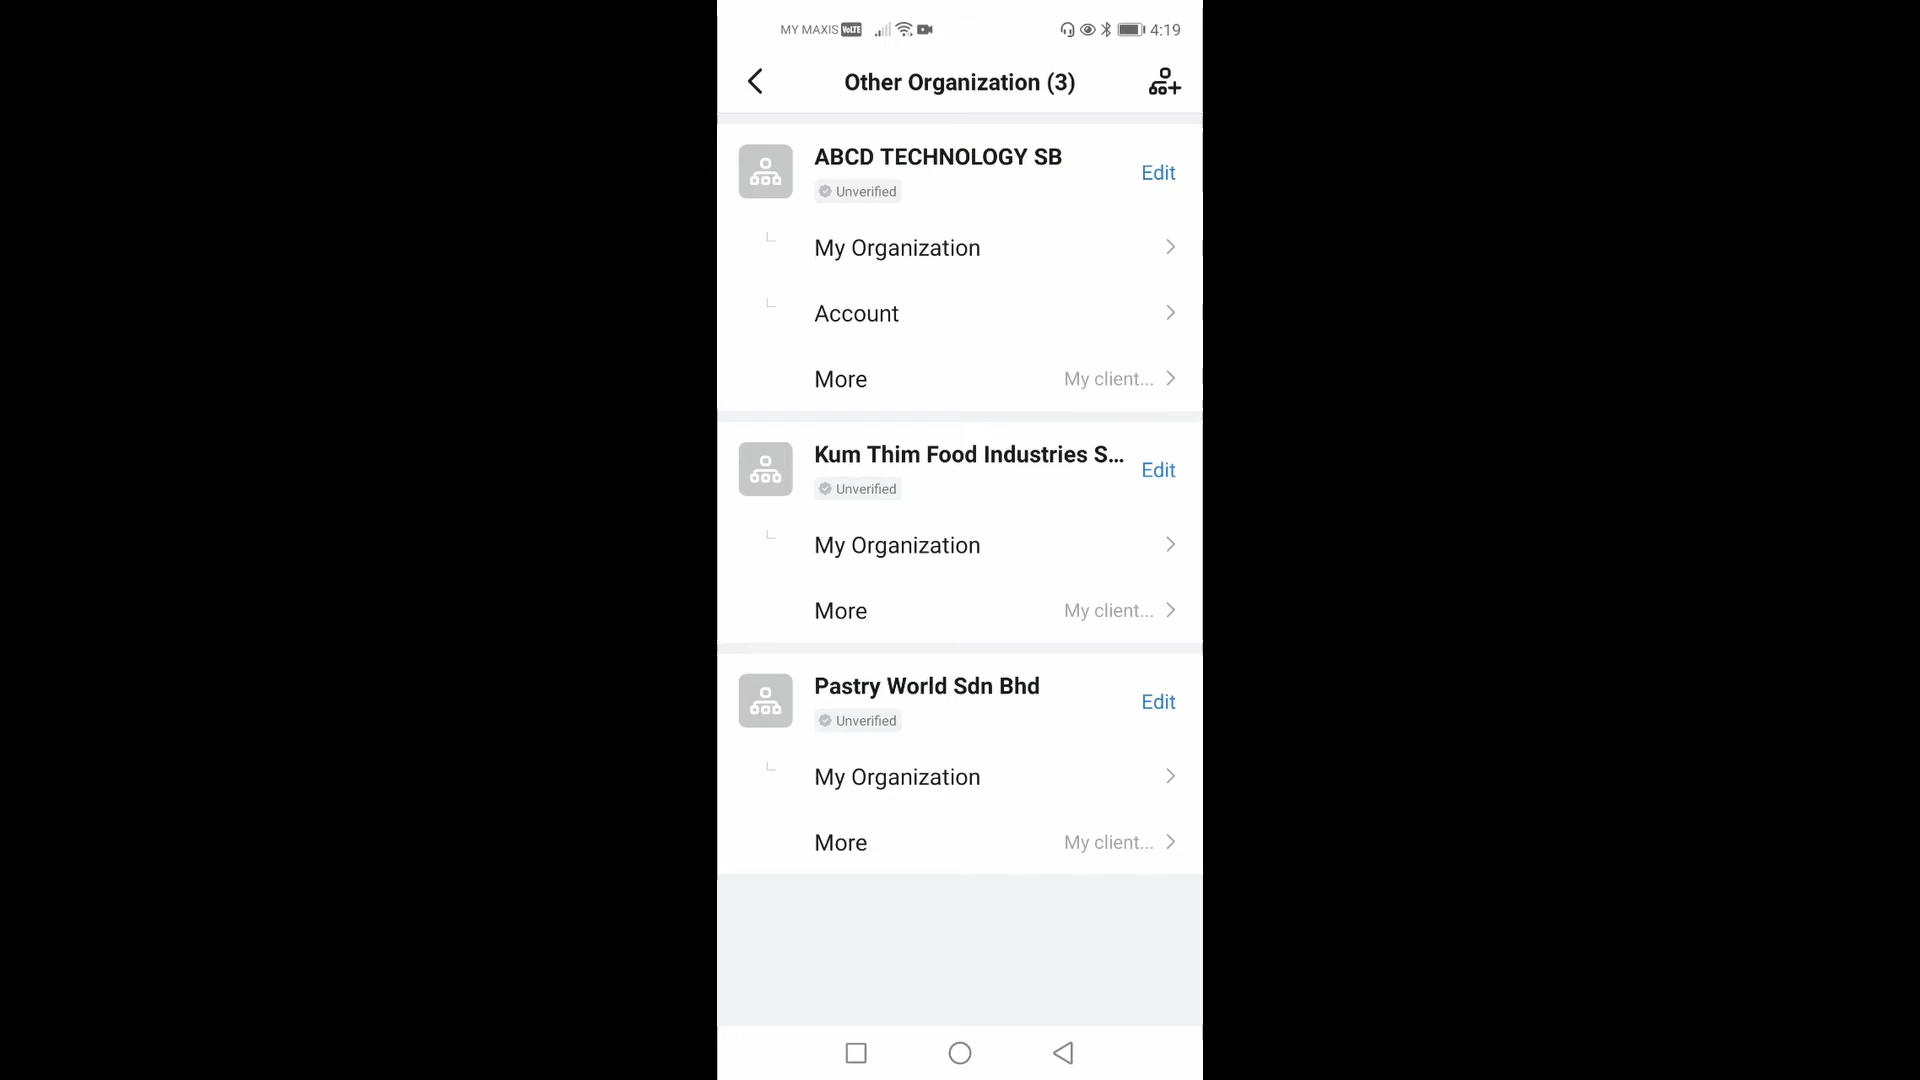 MY MAXIS VoLTE 4:19
Other Organization (3)
ABCD TECHNOLOGY SB
Unverified
Edit
My Organization
Account
More My client...
Kum Thim Food Industries S...
Unverified
Edit
My Organization
More My client...
Pastry World Sdn Bhd
Unverified
Edit
My Organization
More My client...